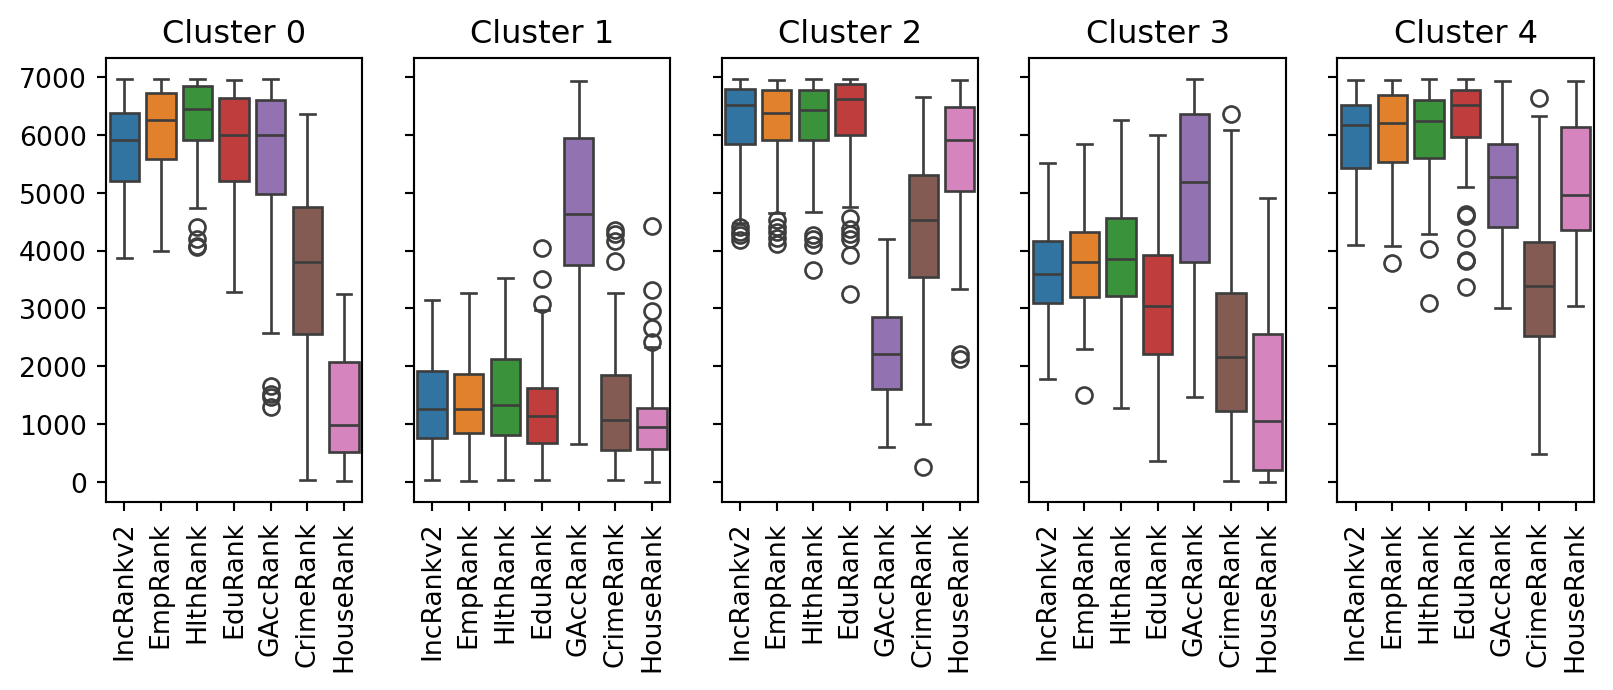 Cluster 0
Cluster 1
Cluster 2
Cluster 3
Cluster 4
7000
6000
5000
4000
3000
2000
1000
0
IncRankv2
EmpRank
HlthRank
EduRank
GAccRank
CrimeRank
HouseRank
IncRankv2
EmpRank
HlthRank
EduRank
GAccRank
CrimeRank
HouseRank
IncRankv2
EmpRank
HlthRank
EduRank
GAccRank
CrimeRank
HouseRank
IncRankv2
EmpRank
HlthRank
EduRank
GAccRank
CrimeRank
HouseRank
IncRankv2
EmpRank
HlthRank
EduRank
GAccRank
CrimeRank
HouseRank